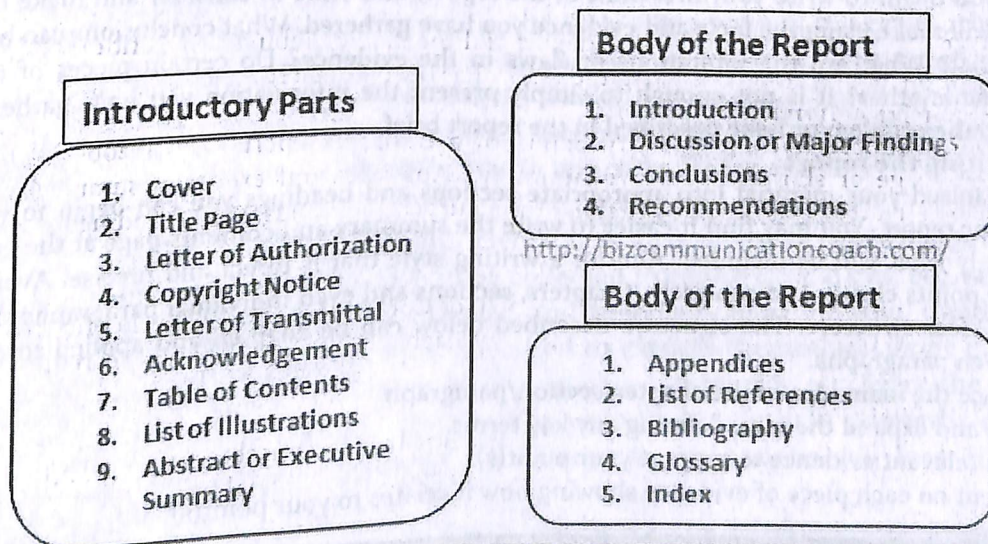 Introductory Parts
1. Cover
2. Title Page
3. Letter of Authorization
4. Copyright Notice
5. Letter of Transmittal
6. Acknowledgement
7. Table of Contents
8. List of Illustrations
9. Abstract or Executive
Summary
Body of the Report
1. Introduction
2. Discussion of Major Findings
3. Conclusions
4. Recommendations
http://bizcommunicationcoach.com/
Body of the Report
1. Appendices
2. List of References
3. Bibliography
4. Glossary
5. Index